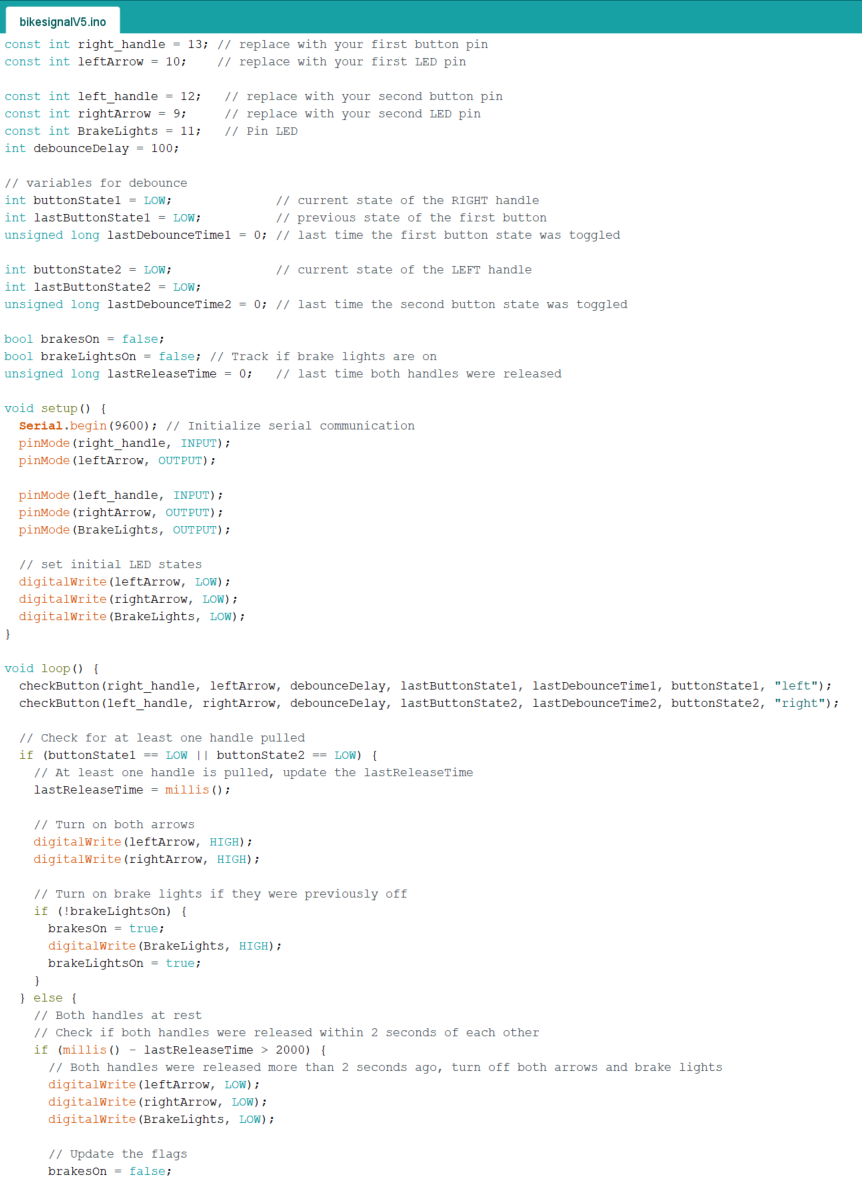 bikesignalV5.ino
const int right_handle = 13; // replace with your first button pin
const int leftArrow = 10;    // replace with your first LED pin

const int left_handle = 12;   // replace with your second button pin
const int rightArrow = 9;     // replace with your second LED pin
const int BrakeLights = 11;   // Pin LED
int debounceDelay = 100;

// variables for debounce
int buttonState1 = LOW;              // current state of the RIGHT handle
int lastButtonState1 = LOW;          // previous state of the first button
unsigned long lastDebounceTime1 = 0; // last time the first button state was toggled

int buttonState2 = LOW;              // current state of the LEFT handle
int lastButtonState2 = LOW;
unsigned long lastDebounceTime2 = 0; // last time the second button state was toggled

bool brakesOn = false;
bool brakeLightsOn = false; // Track if brake lights are on
unsigned long lastReleaseTime = 0;   // last time both handles were released

void setup() {
  Serial.begin(9600); // Initialize serial communication
  pinMode(right_handle, INPUT);
  pinMode(leftArrow, OUTPUT);

  pinMode(left_handle, INPUT);
  pinMode(rightArrow, OUTPUT);
  pinMode(BrakeLights, OUTPUT);

  // set initial LED states
  digitalWrite(leftArrow, LOW);
  digitalWrite(rightArrow, LOW);
  digitalWrite(BrakeLights, LOW);
}

void loop() {
  checkButton(right_handle, leftArrow, debounceDelay, lastButtonState1, lastDebounceTime1, buttonState1, "left");
  checkButton(left_handle, rightArrow, debounceDelay, lastButtonState2, lastDebounceTime2, buttonState2, "right");

  // Check for at least one handle pulled
  if (buttonState1 == LOW || buttonState2 == LOW) {
    // At least one handle is pulled, update the lastReleaseTime
    lastReleaseTime = millis();

    // Turn on both arrows
    digitalWrite(leftArrow, HIGH);
    digitalWrite(rightArrow, HIGH);

    // Turn on brake lights if they were previously off
    if (!brakeLightsOn) {
      brakesOn = true;
      digitalWrite(BrakeLights, HIGH);
      brakeLightsOn = true;
    }
  } else {
    // Both handles at rest
    // Check if both handles were released within 2 seconds of each other
    if (millis() - lastReleaseTime > 2000) {
      // Both handles were released more than 2 seconds ago, turn off both arrows and brake lights
      digitalWrite(leftArrow, LOW);
      digitalWrite(rightArrow, LOW);
      digitalWrite(BrakeLights, LOW);

      // Update the flags
      brakesOn = false;